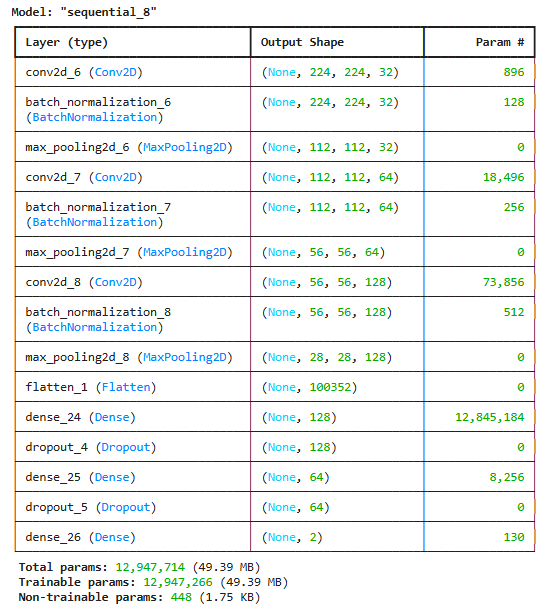 Model: "sequential_8"
Layer (type) Output Shape Param #
conv2d_6 (Conv2D) (None, 224, 224, 32) 896
batch_normalization_6 (None, 224, 224, 32) 128
(BatchNormalization)
max_pooling2d_6 (MaxPooling2D) (None, 112, 112, 32) 0
conv2d_7 (Conv2D) (None, 112, 112, 64) 18,496
batch_normalization_7 (None, 112, 112, 64) 256
(BatchNormalization)
max_pooling2d_7 (MaxPooling2D) (None, 56, 56, 64) 0
conv2d_8 (Conv2D) (None, 56, 56, 128) 73,856
batch_normalization_8 (None, 56, 56, 128) 512
(BatchNormalization)
max_pooling2d_8 (MaxPooling2D) (None, 28, 28, 128) 0
flatten_1 (Flatten) (None, 100352) 0
dense_24 (Dense) (None, 128) 12,845,184
dropout_4 (Dropout) (None, 128) 0
dense_25 (Dense) (None, 64) 8,256
dropout_5 (Dropout) (None, 64) 0
dense_26 (Dense) (None, 2) 130
Total params: 12,947,714 (49.39 MB)
Trainable params: 12,947,266 (49.39 MB)
Non-trainable params: 448 (1.75 KB)